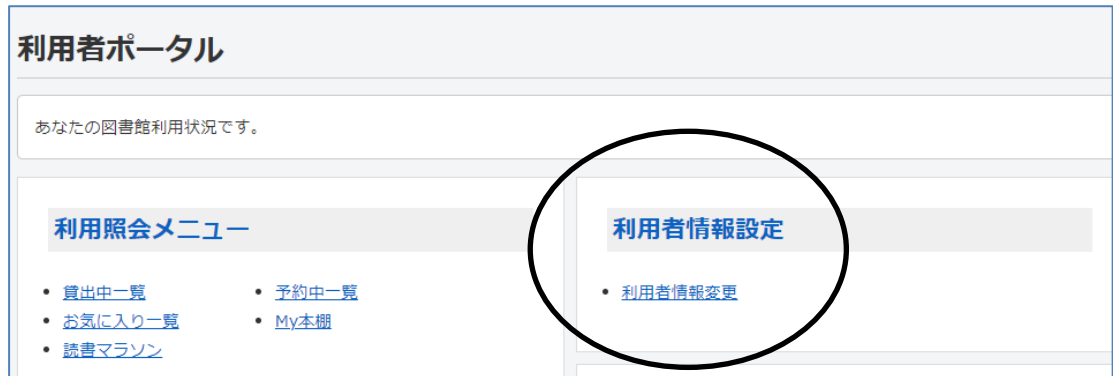 利用者ポータル
あなたの図書館利用状況です。
利用照会メニュー
貸出中一覧
予約中一覧
お気に入り一覧
My本棚
読書マラソン
利用者情報設定
利用者情報変更